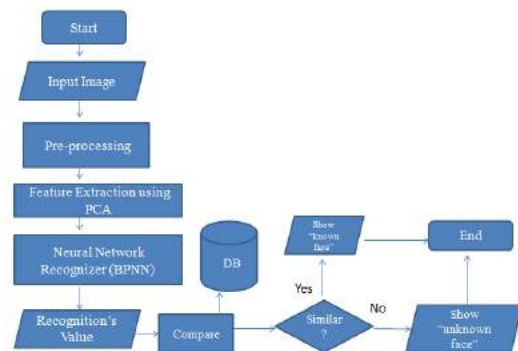 Start
Input Image
Pre-processing
Feature Extraction using
PCA
Neural Network
Recognizer (BPNN)
Recognition's
Value
Compare
DB
Similar
?
Yes
No
Show
"known
face"
Show
"unknown
face"
End